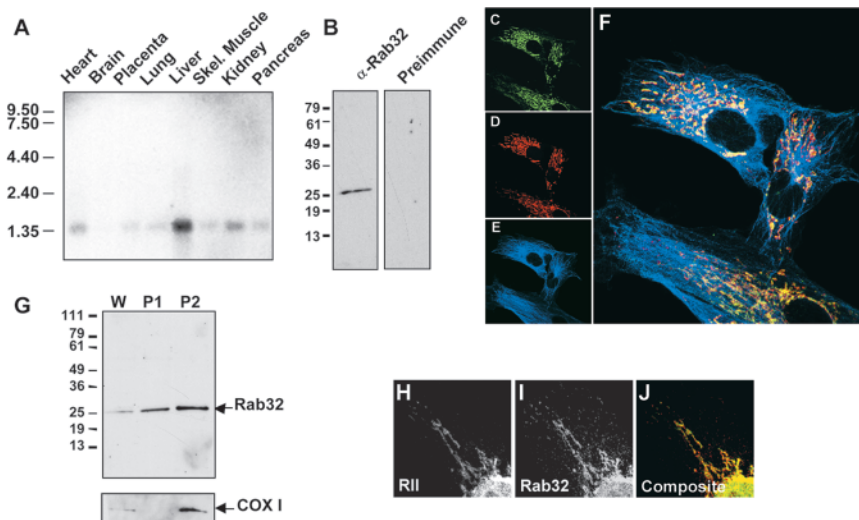 A
Heart
Brain
Placenta
Lung
Liver
Skel. Muscle
Kidney
Pancreas
9.50
7.50
4.40
2.40
1.35
B
α-Rab32
Preimmune
79
61
49
36
25
19
13
C
D
E
F
G
W P1 P2
111
79
61
49
36
25
19
13
Rab32
COX I
H
RII
I
Rab32
J
Composite